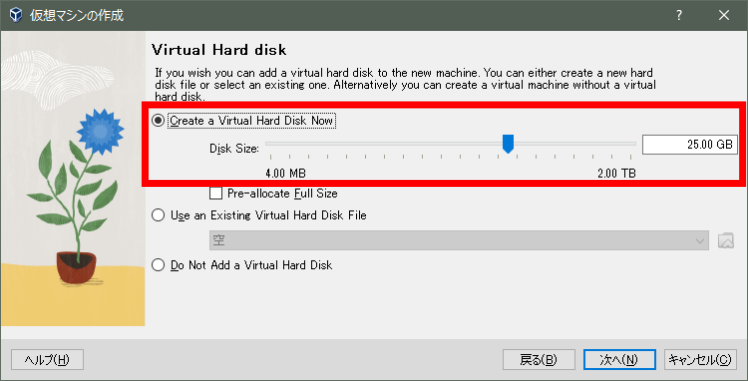 仮想マシンの作成
Virtual Hard disk
If you wish you can add a virtual hard disk to the new machine. You can either create a new hard
disk file or select an existing one. Alternatively you can create a virtual machine without a virtual
hard disk.
Create a Virtual Hard Disk Now
Disk Size:
25.00 GB
4.00 MB
2.00 TB
Pre-allocate Full Size
Use an Existing Virtual Hard Disk File
空
Do Not Add a Virtual Hard Disk
ヘルプ(H)
戻る(B)
次へ(N)
キャンセル(C)